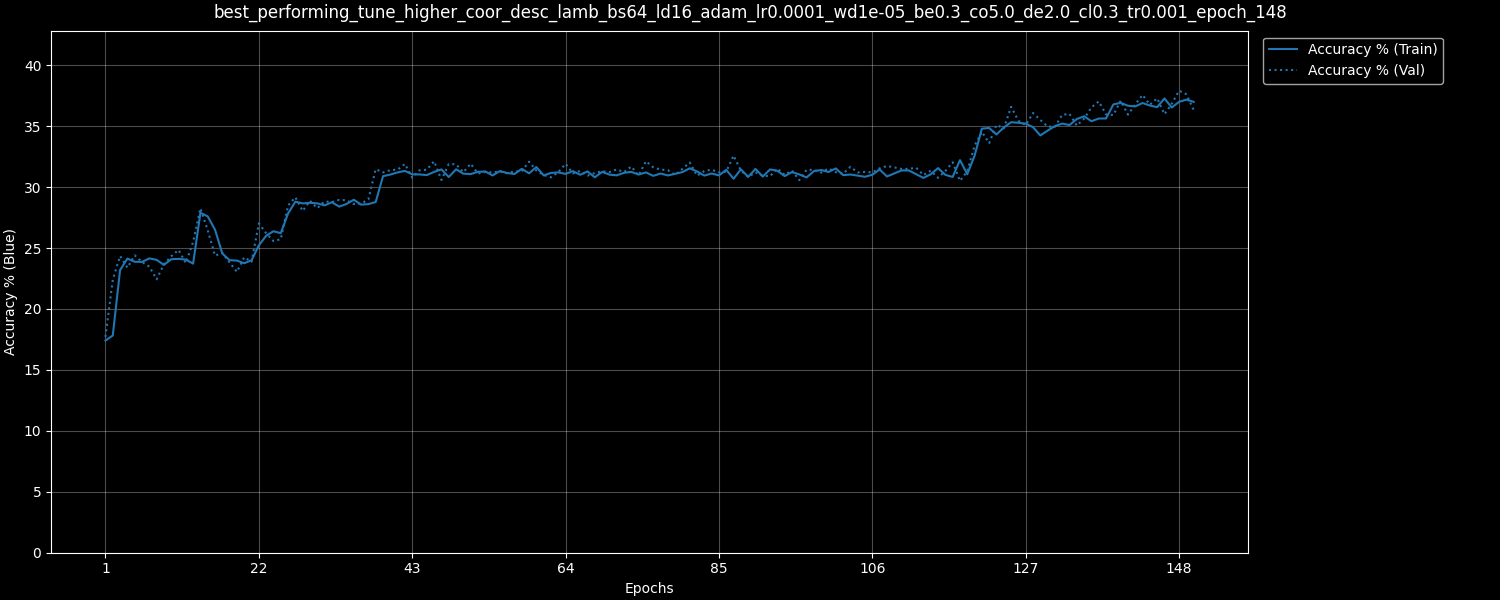 best_performing_tune_higher_coor_desc_lamb_bs64_ld16_adam_lr0.0001_wd1e-05_be0.3_co5.0_de2.0_cl0.3_tr0.001_epoch_148
Accuracy % (Train)
Accuracy % (Val)
Accuracy % (Blue)
40
35
30
25
20
15
10
5
0
1 22 43 64 85 106 127 148
Epochs